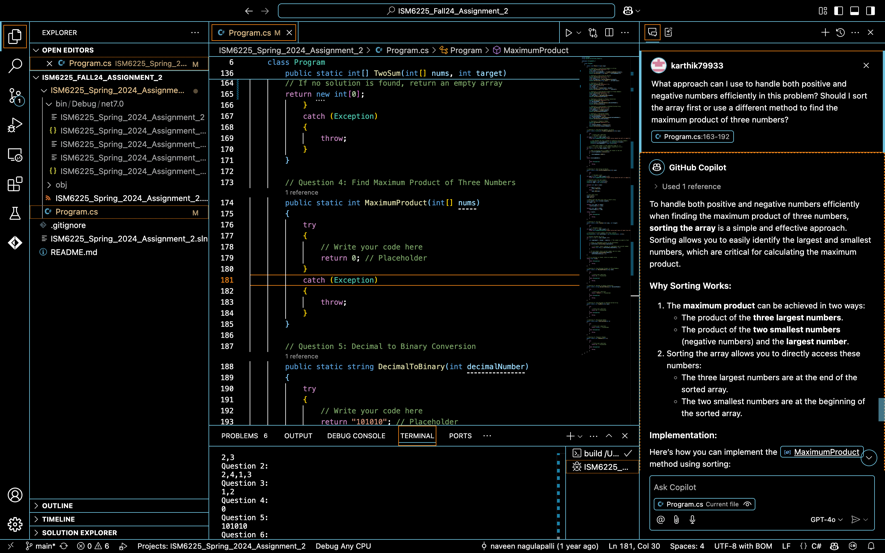 ISM6225_Fall24_Assignment_2
EXPLORER
OPEN EDITORS
Program.cs ISM6225_Spring_2... M
ISM6225_FALL24_ASSIGNMENT_2
ISM6225_Spring_2024_Assignme...
bin/Debug/net7.0
ISM6225_Spring_2024_Assignment_2
ISM6225_Spring_2024_Assignment_...
ISM6225_Spring_2024_Assignment_...
ISM6225_Spring_2024_Assignment_...
ISM6225_Spring_2024_Assignment_...
obj
ISM6225_Spring_2024_Assignment_2....
Program.cs M
.gitignore
ISM6225_Spring_2024_Assignment_2.sln
README.md
OUTLINE
TIMELINE
SOLUTION EXPLORER
Program.cs M
ISM6225_Spring_2024_Assignment_2 > Program.cs > Program > MaximumProduct
6 class Program
136 public static int[] TwoSum(int[] nums, int target)
164 // If no solution is found, return an empty array
165 return new int[0];
166 }
167 catch (Exception)
168 {
169 throw;
170 }
171 }
172
173 // Question 4: Find Maximum Product of Three Numbers
1 reference
174 public static int MaximumProduct(int[] nums)
175 {
176 try
177 {
178 // Write your code here
179 return 0; // Placeholder
180 }
181 catch (Exception)
182 {
183 throw;
184 }
185 }
186
187 // Question 5: Decimal to Binary Conversion
1 reference
188 public static string DecimalToBinary(int decimalNumber)
189 {
190 try
191 {
192 // Write your code here
193 return "101010"; // Placeholder
PROBLEMS 6 OUTPUT DEBUG CONSOLE TERMINAL PORTS
2,3
Question 2:
2,4,1,3
Question 3:
1,2
Question 4:
0
Question 5:
101010
Question 6:
build /U...
ISM6225_...
karthik79933
What approach can I use to handle both positive and
negative numbers efficiently in this problem? Should I sort
the array first or use a different method to find the
maximum product of three numbers?
Program.cs:163-192
GitHub Copilot
Used 1 reference
To handle both positive and negative numbers efficiently
when finding the maximum product of three numbers,
sorting the array is a simple and effective approach.
Sorting allows you to easily identify the largest and smallest
numbers, which are critical for calculating the maximum
product.
Why Sorting Works:
1. The maximum product can be achieved in two ways:
The product of the three largest numbers.
The product of the two smallest numbers
(negative numbers) and the largest number.
2. Sorting the array allows you to directly access these
numbers:
The three largest numbers are at the end of the
sorted array.
The two smallest numbers are at the beginning of
the sorted array.
Implementation:
Here's how you can implement the MaximumProduct
method using sorting:
Ask Copilot
Program.cs Current file
GPT-4o
main* 0 6 Projects: ISM6225_Spring_2024_Assignment_2 Debug Any CPU naveen nagulapalli (1 year ago) Ln 181, Col 30 Spaces: 4 UTF-8 with BOM LF C#